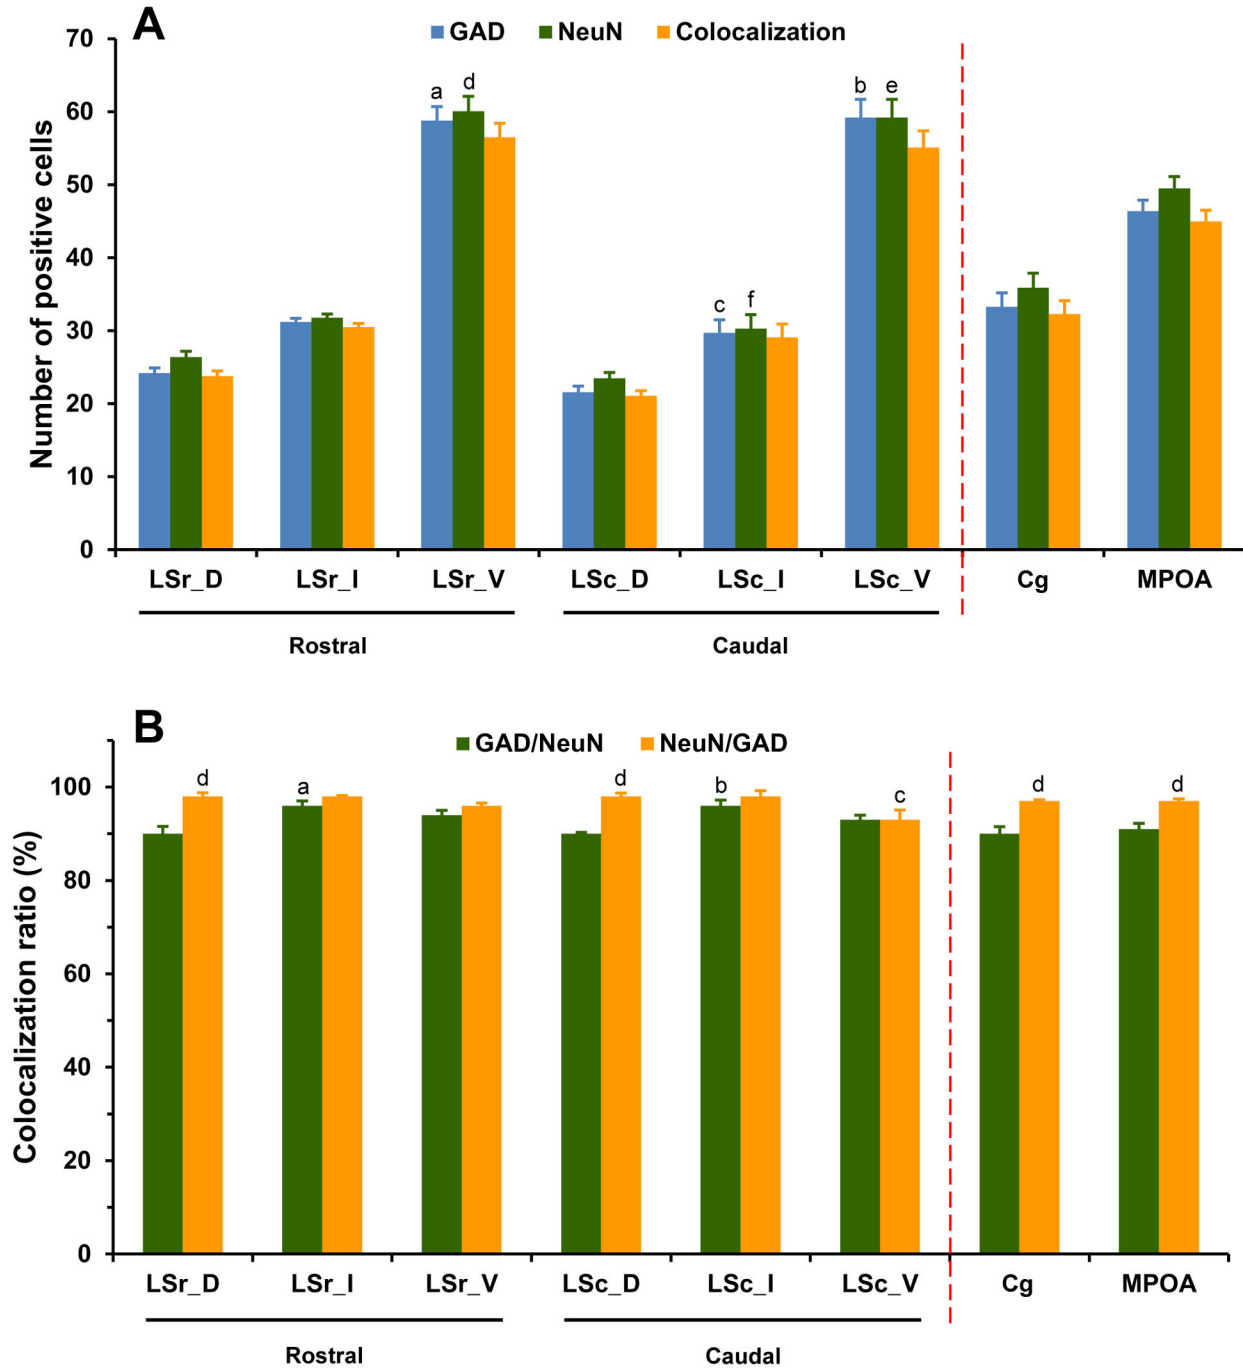 A
GAD NeuN Colocalization
Number of positive cells
70
60
50
40
30
20
10
0
a d b e
c f
LSr_D LSr_I LSr_V LSc_D LSc_I LSc_V Cg MPOA
Rostral Caudal
B
GAD/NeuN NeuN/GAD
Colocalization ratio (%)
100
80
60
40
20
0
d a d b c d d
LSr_D LSr_I LSr_V LSc_D LSc_I LSc_V Cg MPOA
Rostral Caudal